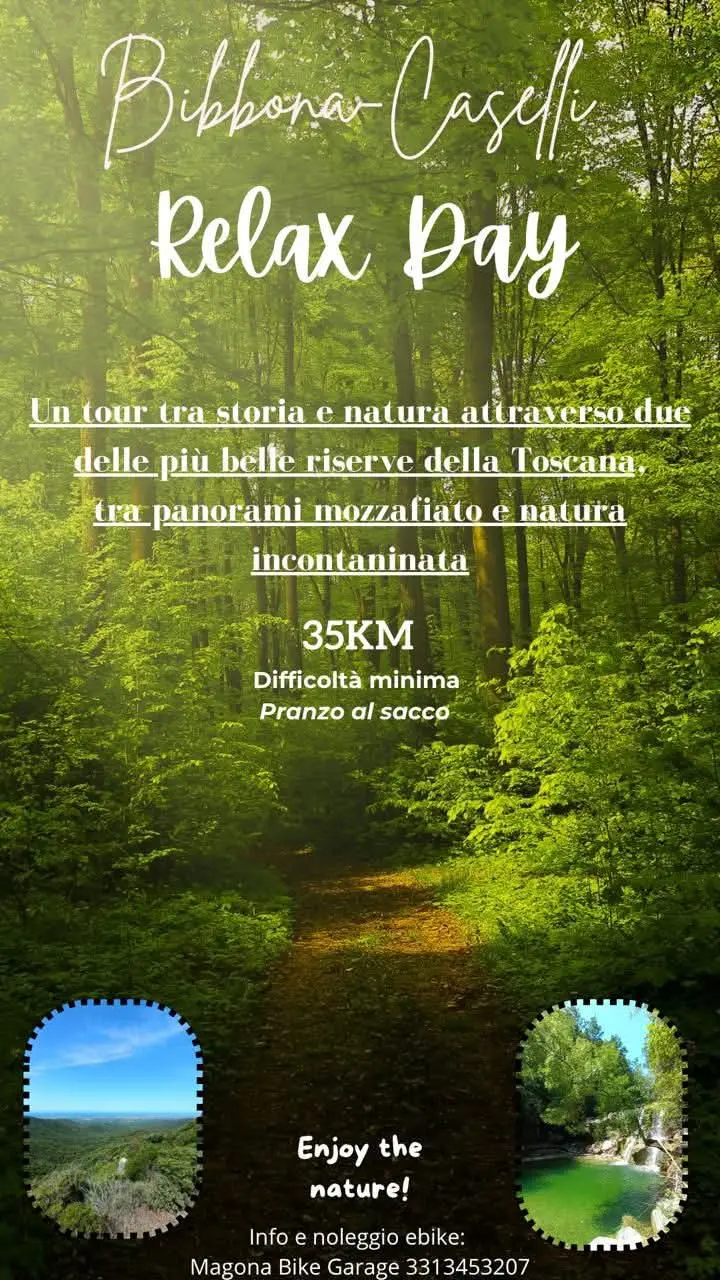 Bibbona-Caselli
Relax Day
Un tour tra storia e natura attraverso due
delle più belle riserve della Toscana,
tra panorami mozzafiato e natura
incontaninata
35KM
Difficoltà minima
Pranzo al sacco
Enjoy the
nature!
Info e noleggio ebike:
Magona Bike Garage 3313453207